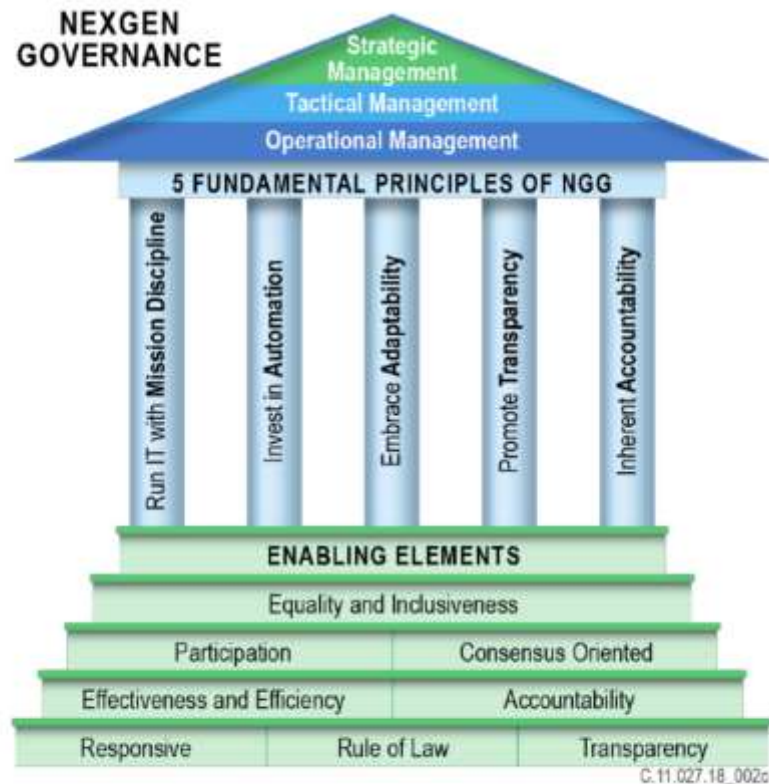 NEXGEN
GOVERNANCE
Strategic
Management
Tactical Management
Operational Management
5 FUNDAMENTAL PRINCIPLES OF NGG
Run IT with Mission Discipline
Invest in Automation
Embrace Adaptability
Promote Transparency
Inherent Accountability
ENABLING ELEMENTS
Equality and Inclusiveness
Participation
Consensus Oriented
Effectiveness and Efficiency
Accountability
Responsive
Rule of Law
Transparency
C.11.027.18_002c